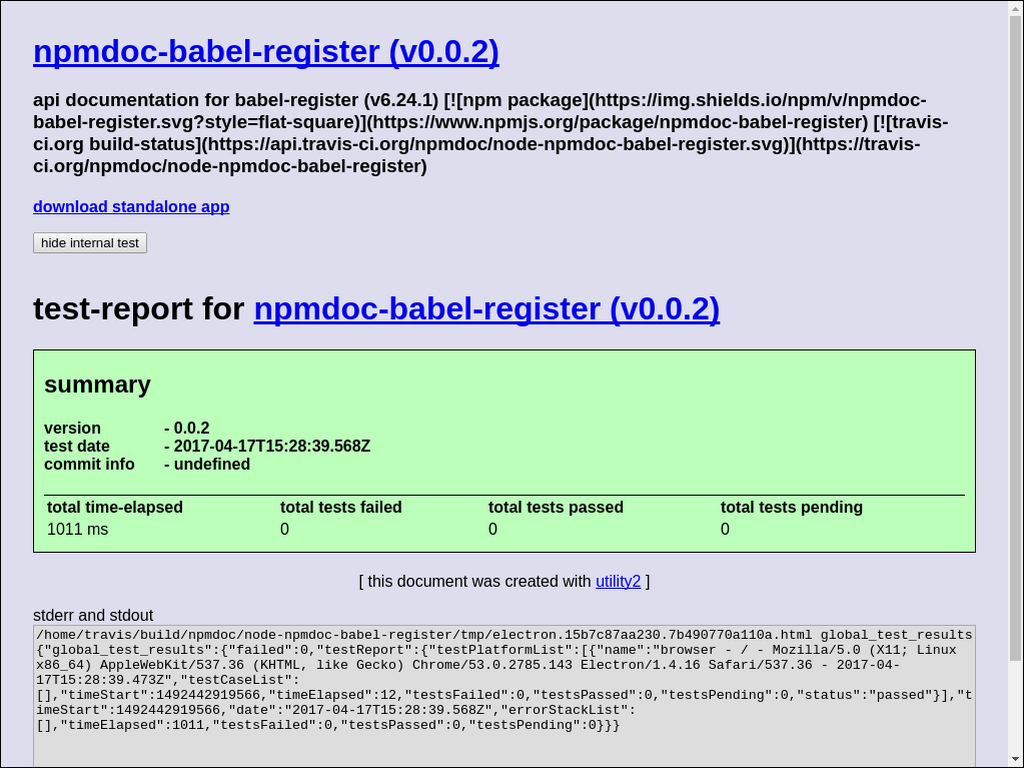 npmdoc-babel-register (v0.0.2)
api documentation for babel-register (v6.24.1) [![npm package](https://img.shields.io/npm/v/npmdoc-
babel-register.svg?style=flat-square)](https://www.npmjs.org/package/npmdoc-babel-register) [![travis-
ci.org build-status](https://api.travis-ci.org/npmdoc/node-npmdoc-babel-register.svg)](https://travis-
ci.org/npmdoc/node-npmdoc-babel-register)
download standalone app
hide internal test
test-report for npmdoc-babel-register (v0.0.2)
summary
version - 0.0.2
test date - 2017-04-17T15:28:39.568Z
commit info - undefined
total time-elapsed total tests failed total tests passed total tests pending
1011 ms 0 0 0
[ this document was created with utility2 ]
stderr and stdout
/home/travis/build/npmdoc/node-npmdoc-babel-register/tmp/electron.15b7c87aa230.7b490770a110a.html global_test_results
{"global_test_results":{"failed":0,"testReport":{"testPlatformList":[{"name":"browser - / - Mozilla/5.0 (X11; Linux
x86_64) AppleWebKit/537.36 (KHTML, like Gecko) Chrome/53.0.2785.143 Electron/1.4.16 Safari/537.36 - 2017-04-
17T15:28:39.473Z","testCaseList":
[],"timeStart":1492442919566,"timeElapsed":12,"testsFailed":0,"testsPassed":0,"testsPending":0,"status":"passed"}],"t
imeStart":1492442919566,"date":"2017-04-17T15:28:39.568Z","errorStackList":
[],"timeElapsed":1011,"testsFailed":0,"testsPassed":0,"testsPending":0}}}